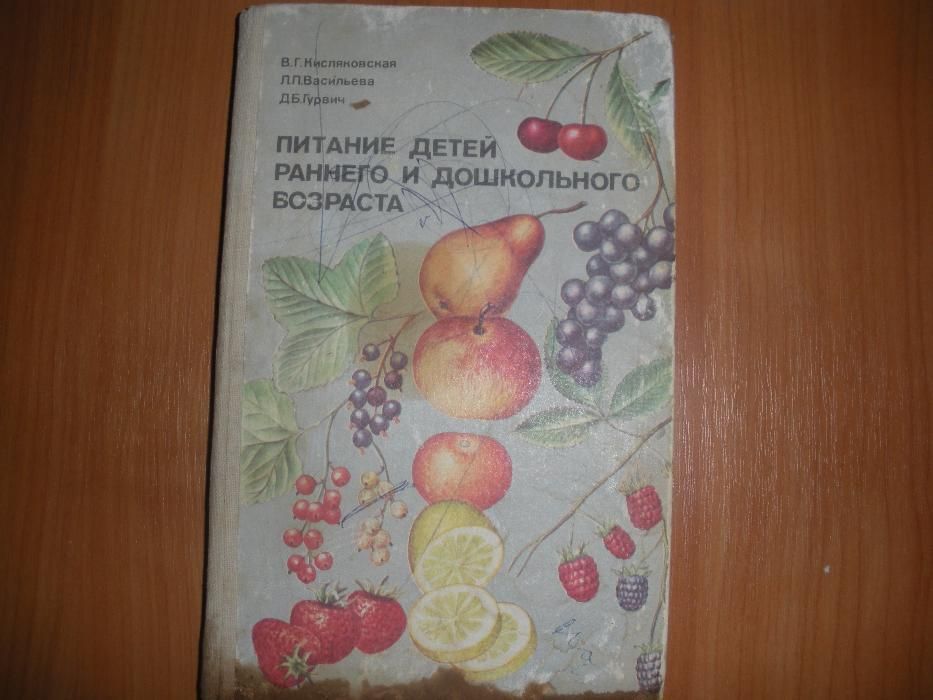 В.Г.Кисляковская
Л.П.Васильева
Д.Б.Гурвич
ПИТАНИЕ ДЕТЕЙ
РАННЕГО И ДОШКОЛЬНОГО
ВОЗРАСТА